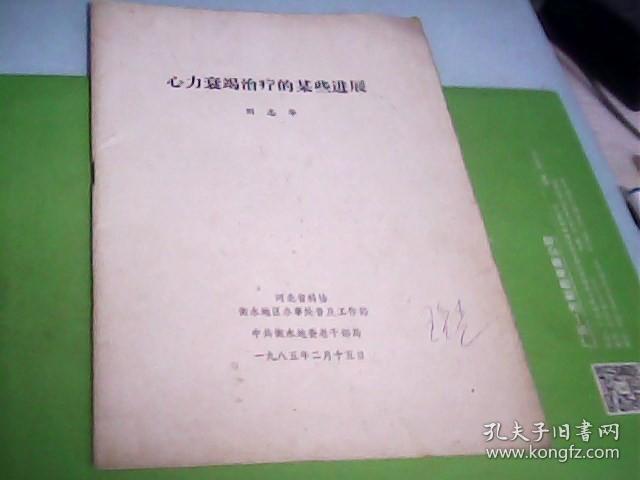 心力衰竭治疗的某些进展
河北省科协
衡水地区办事处普及工作部
中共衡水地委老干部局
一九八五年二月十五日
孔夫子旧书网
www.kongfz.com